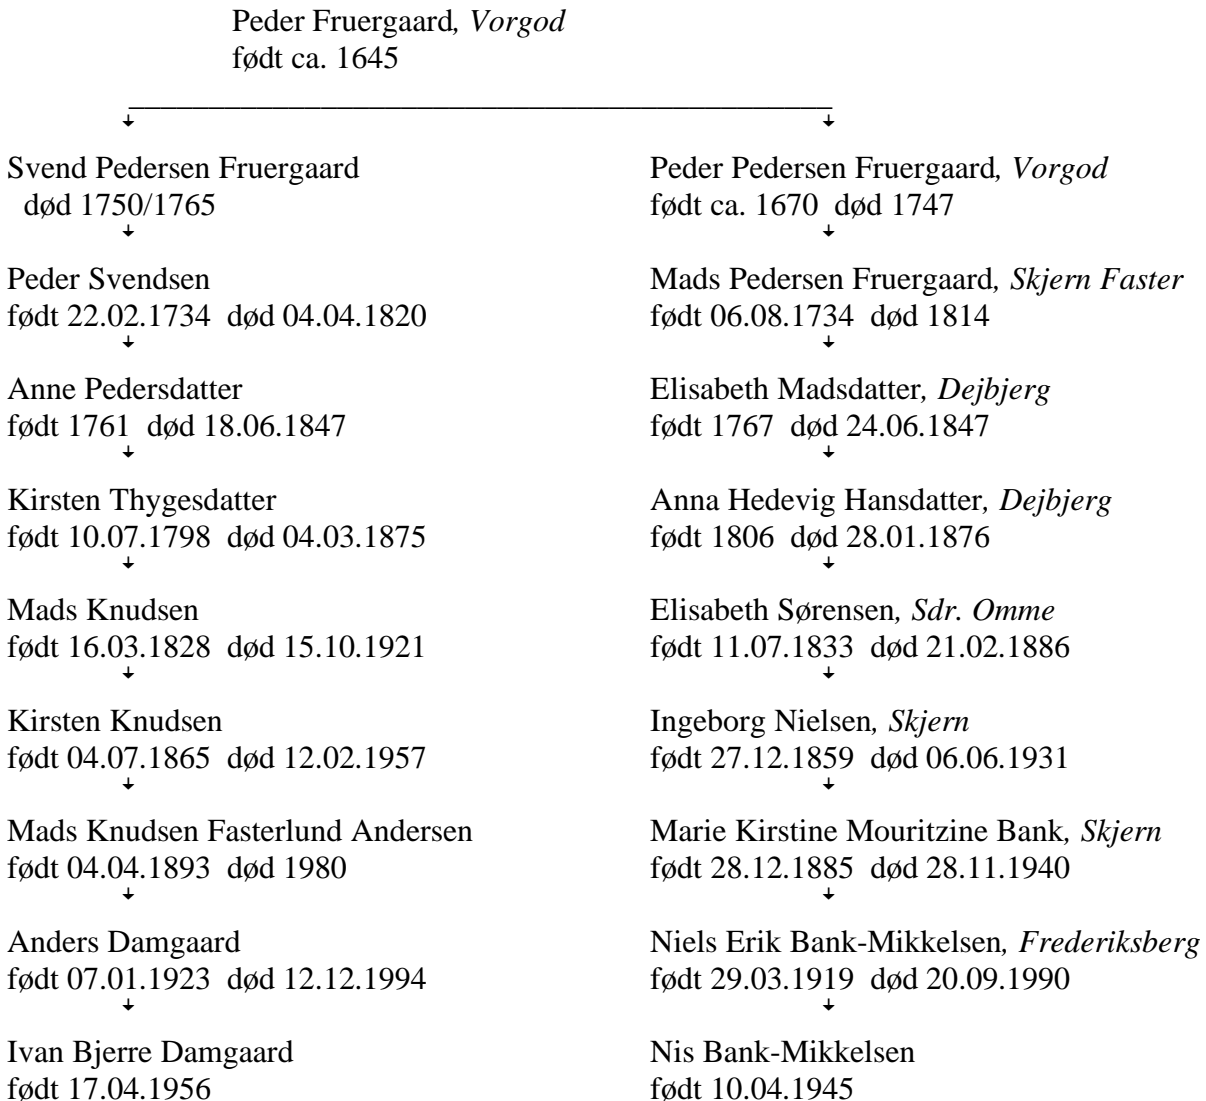 Peder Fruergaard, Vorgod
født ca. 1645
Svend Pedersen Fruergaard
død 1750/1765
Peder Svendsen
født 22.02.1734 død 04.04.1820
Anne Pedersdatter
født 1761 død 18.06.1847
Kirsten Thygesdatter
født 10.07.1798 død 04.03.1875
Mads Knudsen
født 16.03.1828 død 15.10.1921
Kirsten Knudsen
født 04.07.1865 død 12.02.1957
Mads Knudsen Fasterlund Andersen
født 04.04.1893 død 1980
Anders Damgaard
født 07.01.1923 død 12.12.1994
Ivan Bjerre Damgaard
født 17.04.1956
Peder Pedersen Fruergaard, Vorgod
født ca. 1670 død 1747
Mads Pedersen Fruergaard, Skjern Faster
født 06.08.1734 død 1814
Elisabeth Madsdatter, Dejbjerg
født 1767 død 24.06.1847
Anna Hedevig Hansdatter, Dejbjerg
født 1806 død 28.01.1876
Elisabeth Sørensen, Sdr. Omme
født 11.07.1833 død 21.02.1886
Ingeborg Nielsen, Skjern
født 27.12.1859 død 06.06.1931
Marie Kirstine Mouritzine Bank, Skjern
født 28.12.1885 død 28.11.1940
Niels Erik Bank-Mikkelsen, Frederiksberg
født 29.03.1919 død 20.09.1990
Nis Bank-Mikkelsen
født 10.04.1945